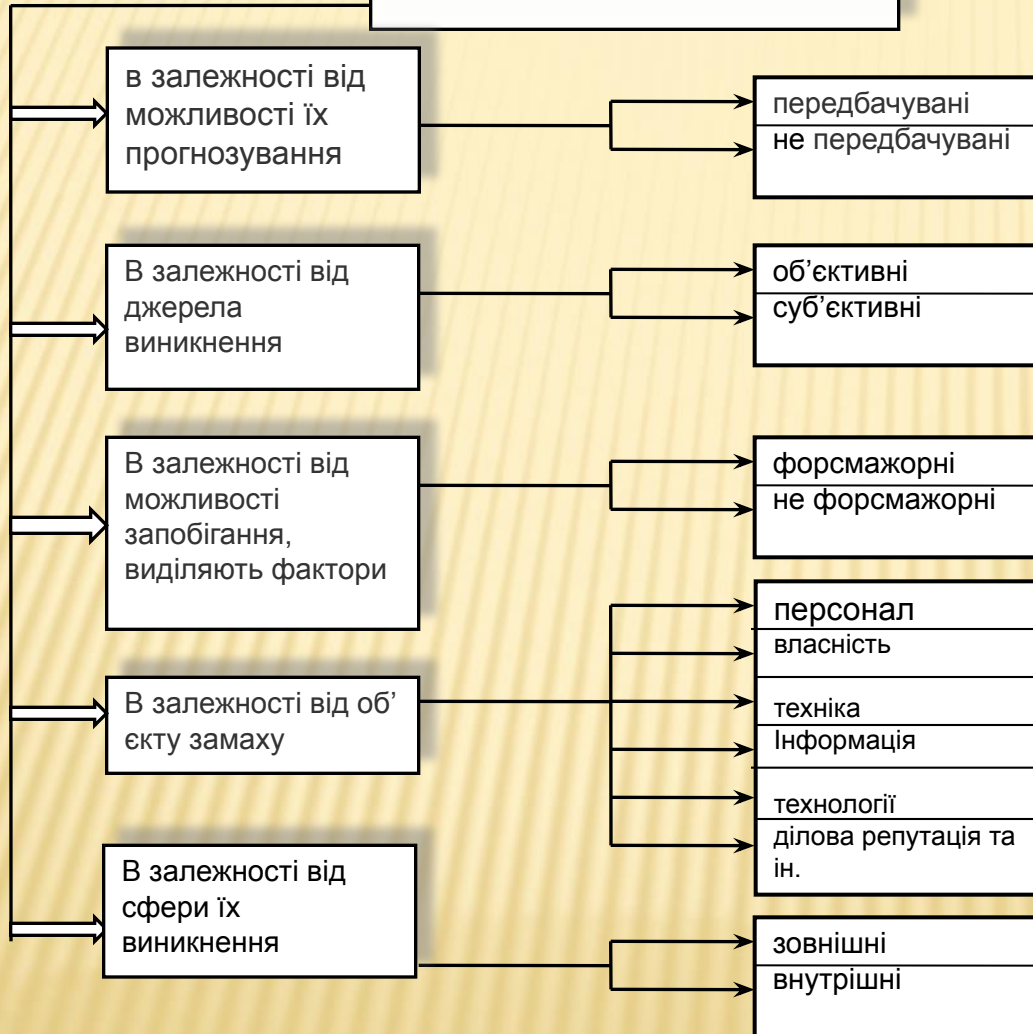 в залежності від
можливості їх
прогнозування
передбачувані
не передбачувані
В залежності від
джерела
виникнення
об’єктивні
суб’єктивні
В залежності від
можливості
запобігання,
виділяють фактори
форсмажорні
не форсмажорні
В залежності від об’
єкту замаху
персонал
власність
техніка
Інформація
технології
ділова репутація та
ін.
В залежності від
сфери їх
виникнення
зовнішні
внутрішні